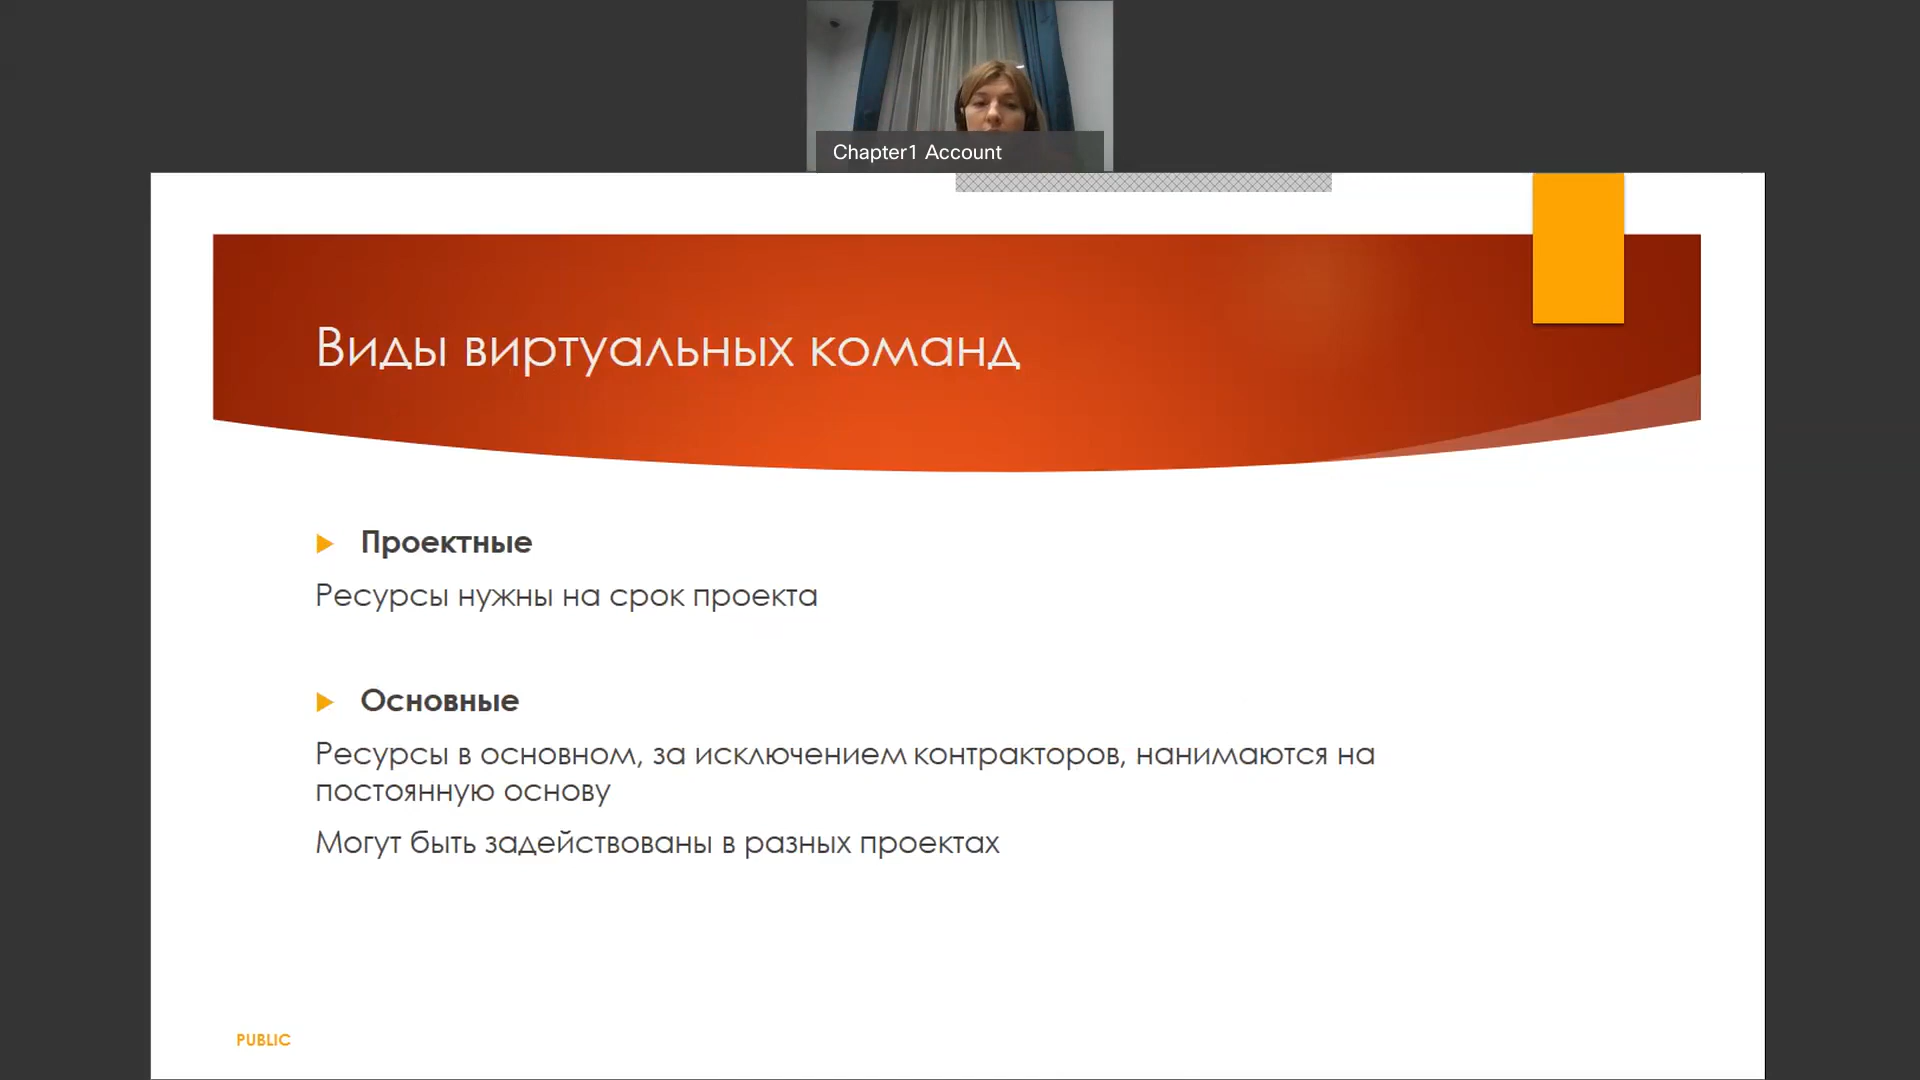 Chapter1 Account
Виды виртуальных команд
Проектные
Ресурсы нужны на срок проекта
Основные
Ресурсы в основном, за исключением контракторов, нанимаются на
постоянную основу
Могут быть задействованы в разных проектах
PUBLIC